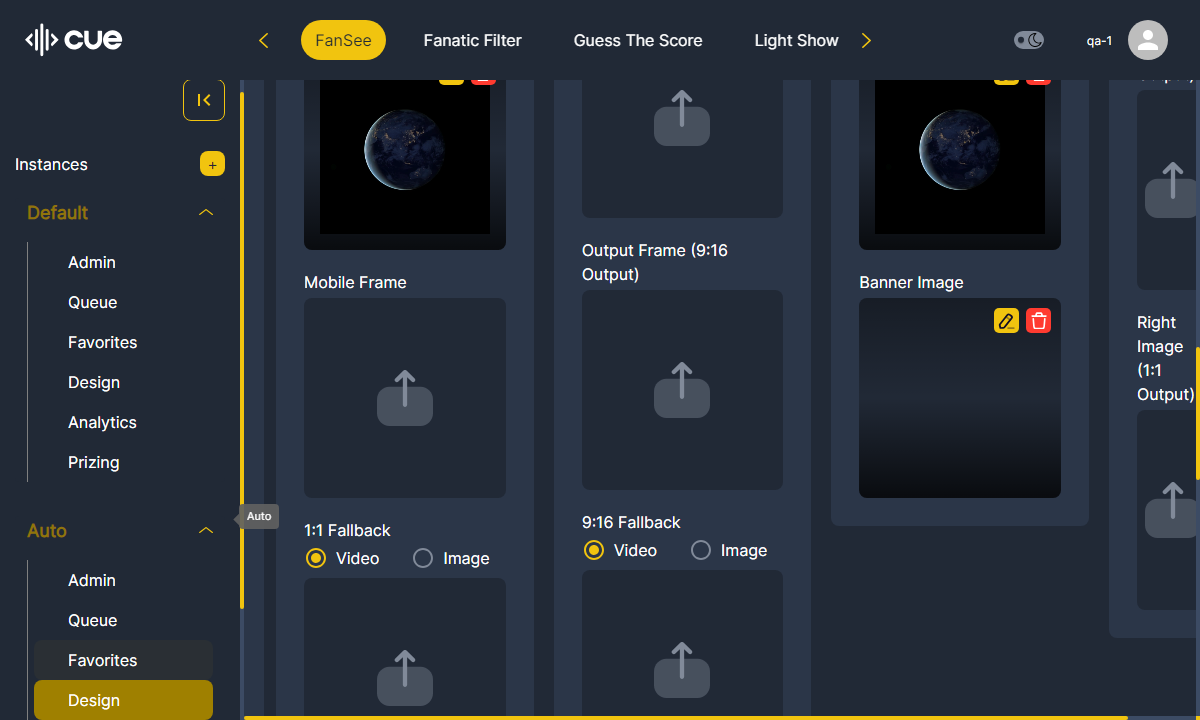 cue
FanSee
Fanatic Filter
Guess The Score
Light Show
qa-1
Instances
+
Default
Admin
Queue
Favorites
Design
Analytics
Prizing
Auto
Admin
Queue
Favorites
Design
Auto
Mobile Frame
1:1 Fallback
Video
Image
Output Frame (9:16
Output)
9:16 Fallback
Video
Image
Banner Image
Right
Image
(1:1
Output)